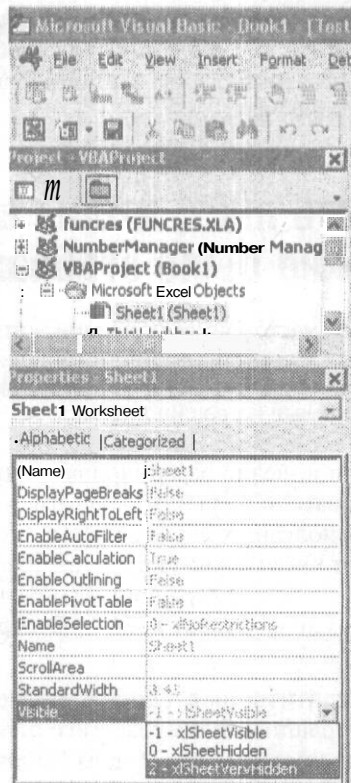 Microsoft Visual Basic - Book1 - [Test
File Edit View Insert Format Deb
Project - VBAProject
funcres (FUNCRES.XLA)
NumberManager (Number Manag
VBAProject (Book1)
Microsoft Excel Objects
Sheet1 (Sheet1)
Properties - Sheet1
Sheet1 Worksheet
Alphabetic | Categorized |
(Name) Sheet1
DisplayPageBreaks False
DisplayRightToLeft False
EnableAutoFilter False
EnableCalculation True
EnableOutlining False
EnablePivotTable False
EnableSelection 0 - xlNoRestrictions
Name Sheet1
ScrollArea
StandardWidth 8.43
Visible -1 - xlSheetVisible
-1 - xlSheetVisible
0 - xlSheetHidden
2 - xlSheetVeryHidden